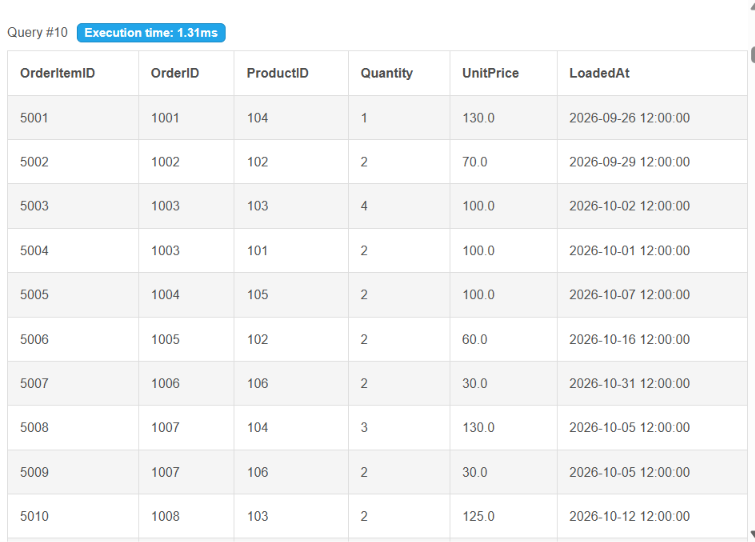 Query #10 Execution time: 1.31ms
OrderItemID OrderID ProductID Quantity UnitPrice LoadedAt
5001 1001 104 1 130.0 2026-09-26 12:00:00
5002 1002 102 2 70.0 2026-09-29 12:00:00
5003 1003 103 4 100.0 2026-10-02 12:00:00
5004 1003 101 2 100.0 2026-10-01 12:00:00
5005 1004 105 2 100.0 2026-10-07 12:00:00
5006 1005 102 2 60.0 2026-10-16 12:00:00
5007 1006 106 2 30.0 2026-10-31 12:00:00
5008 1007 104 3 130.0 2026-10-05 12:00:00
5009 1007 106 2 30.0 2026-10-05 12:00:00
5010 1008 103 2 125.0 2026-10-12 12:00:00